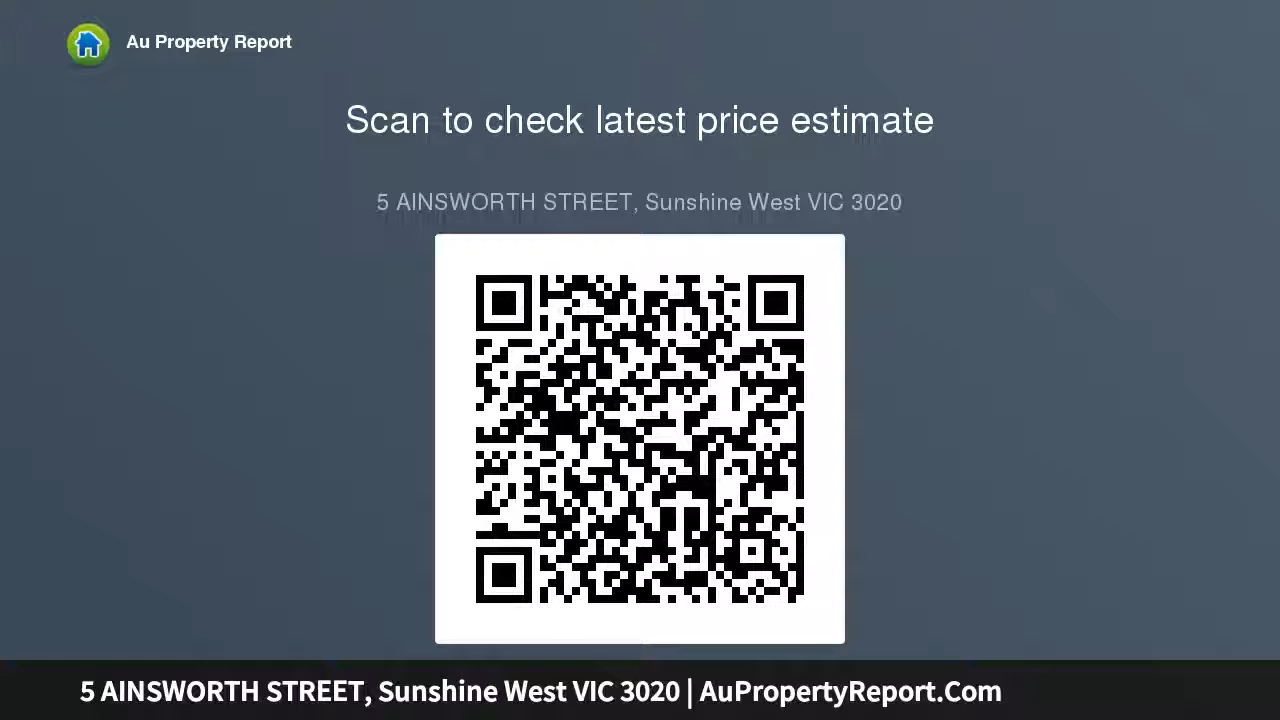 Au Property Report
Scan to check latest price estimate
5 AINSWORTH STREET, Sunshine West VIC 3020
5 AINSWORTH STREET, Sunshine West VIC 3020 | AuPropertyReport.Com